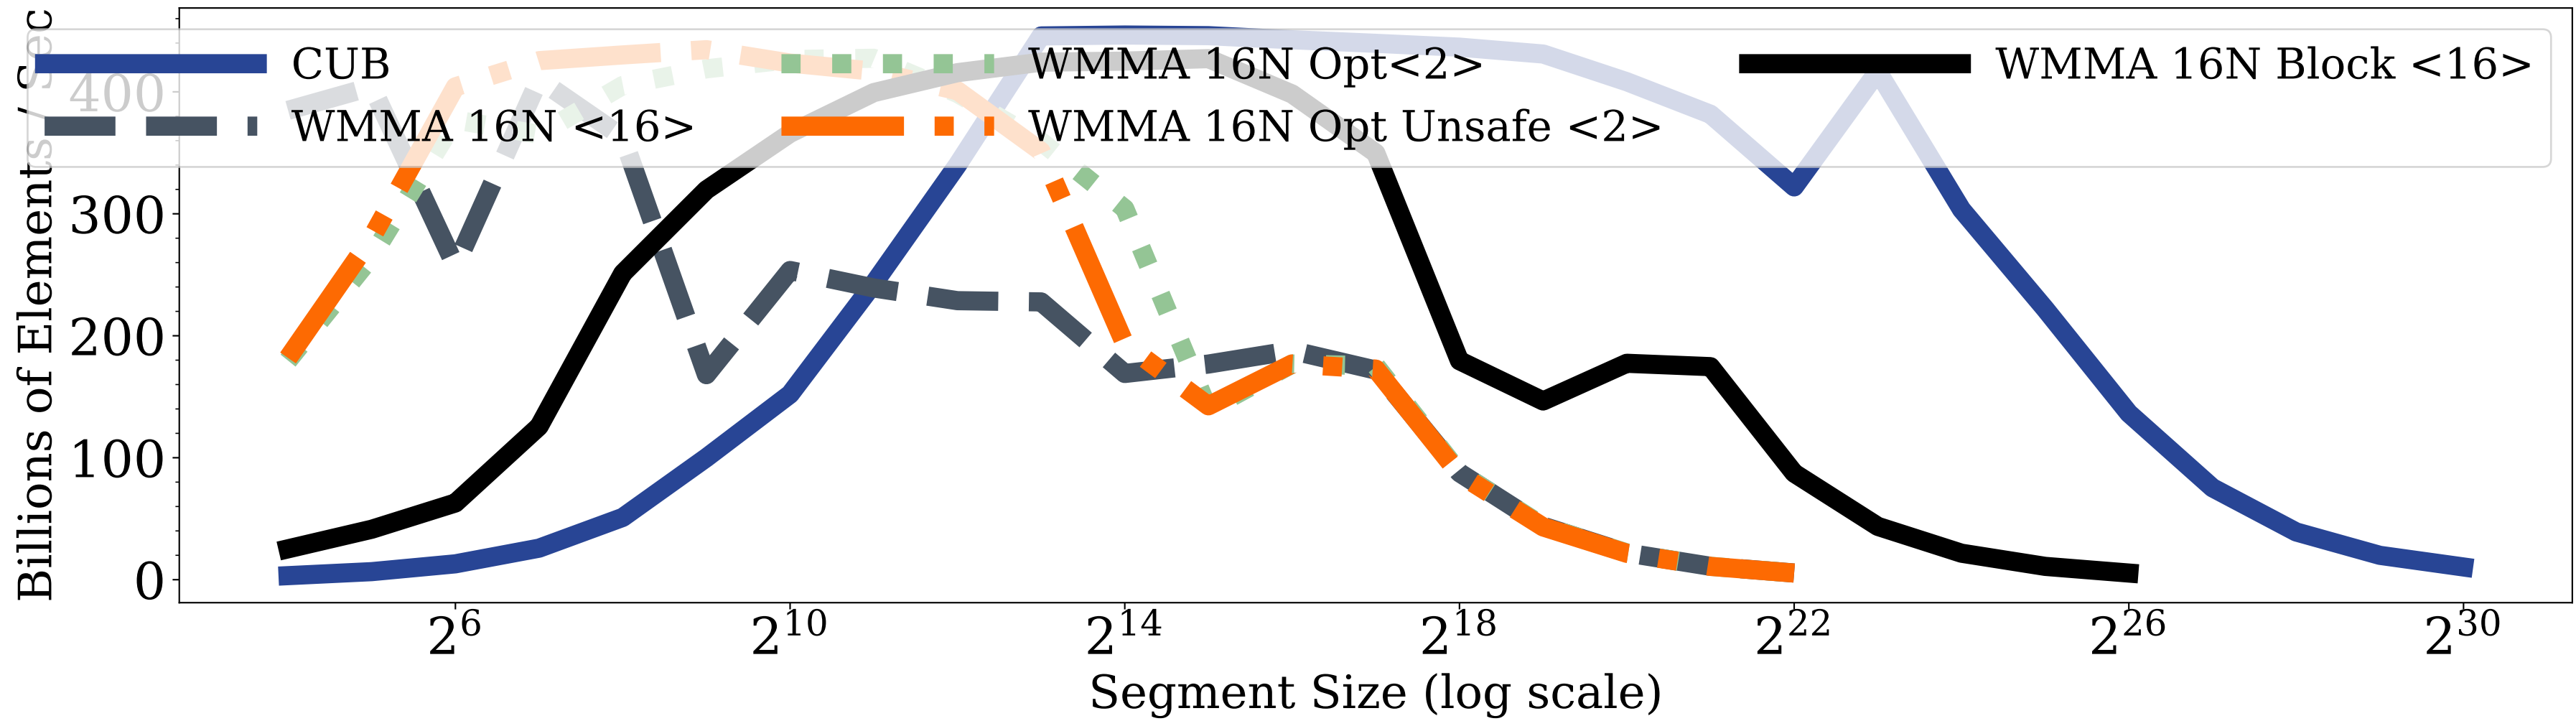 Billions of Elements / Sec
400
300
200
100
0
CUB
WMMA 16N <16>
WMMA 16N Opt<2>
WMMA 16N Opt Unsafe <2>
WMMA 16N Block <16>
2^6 2^10 2^14 2^18 2^22 2^26 2^30
Segment Size (log scale)